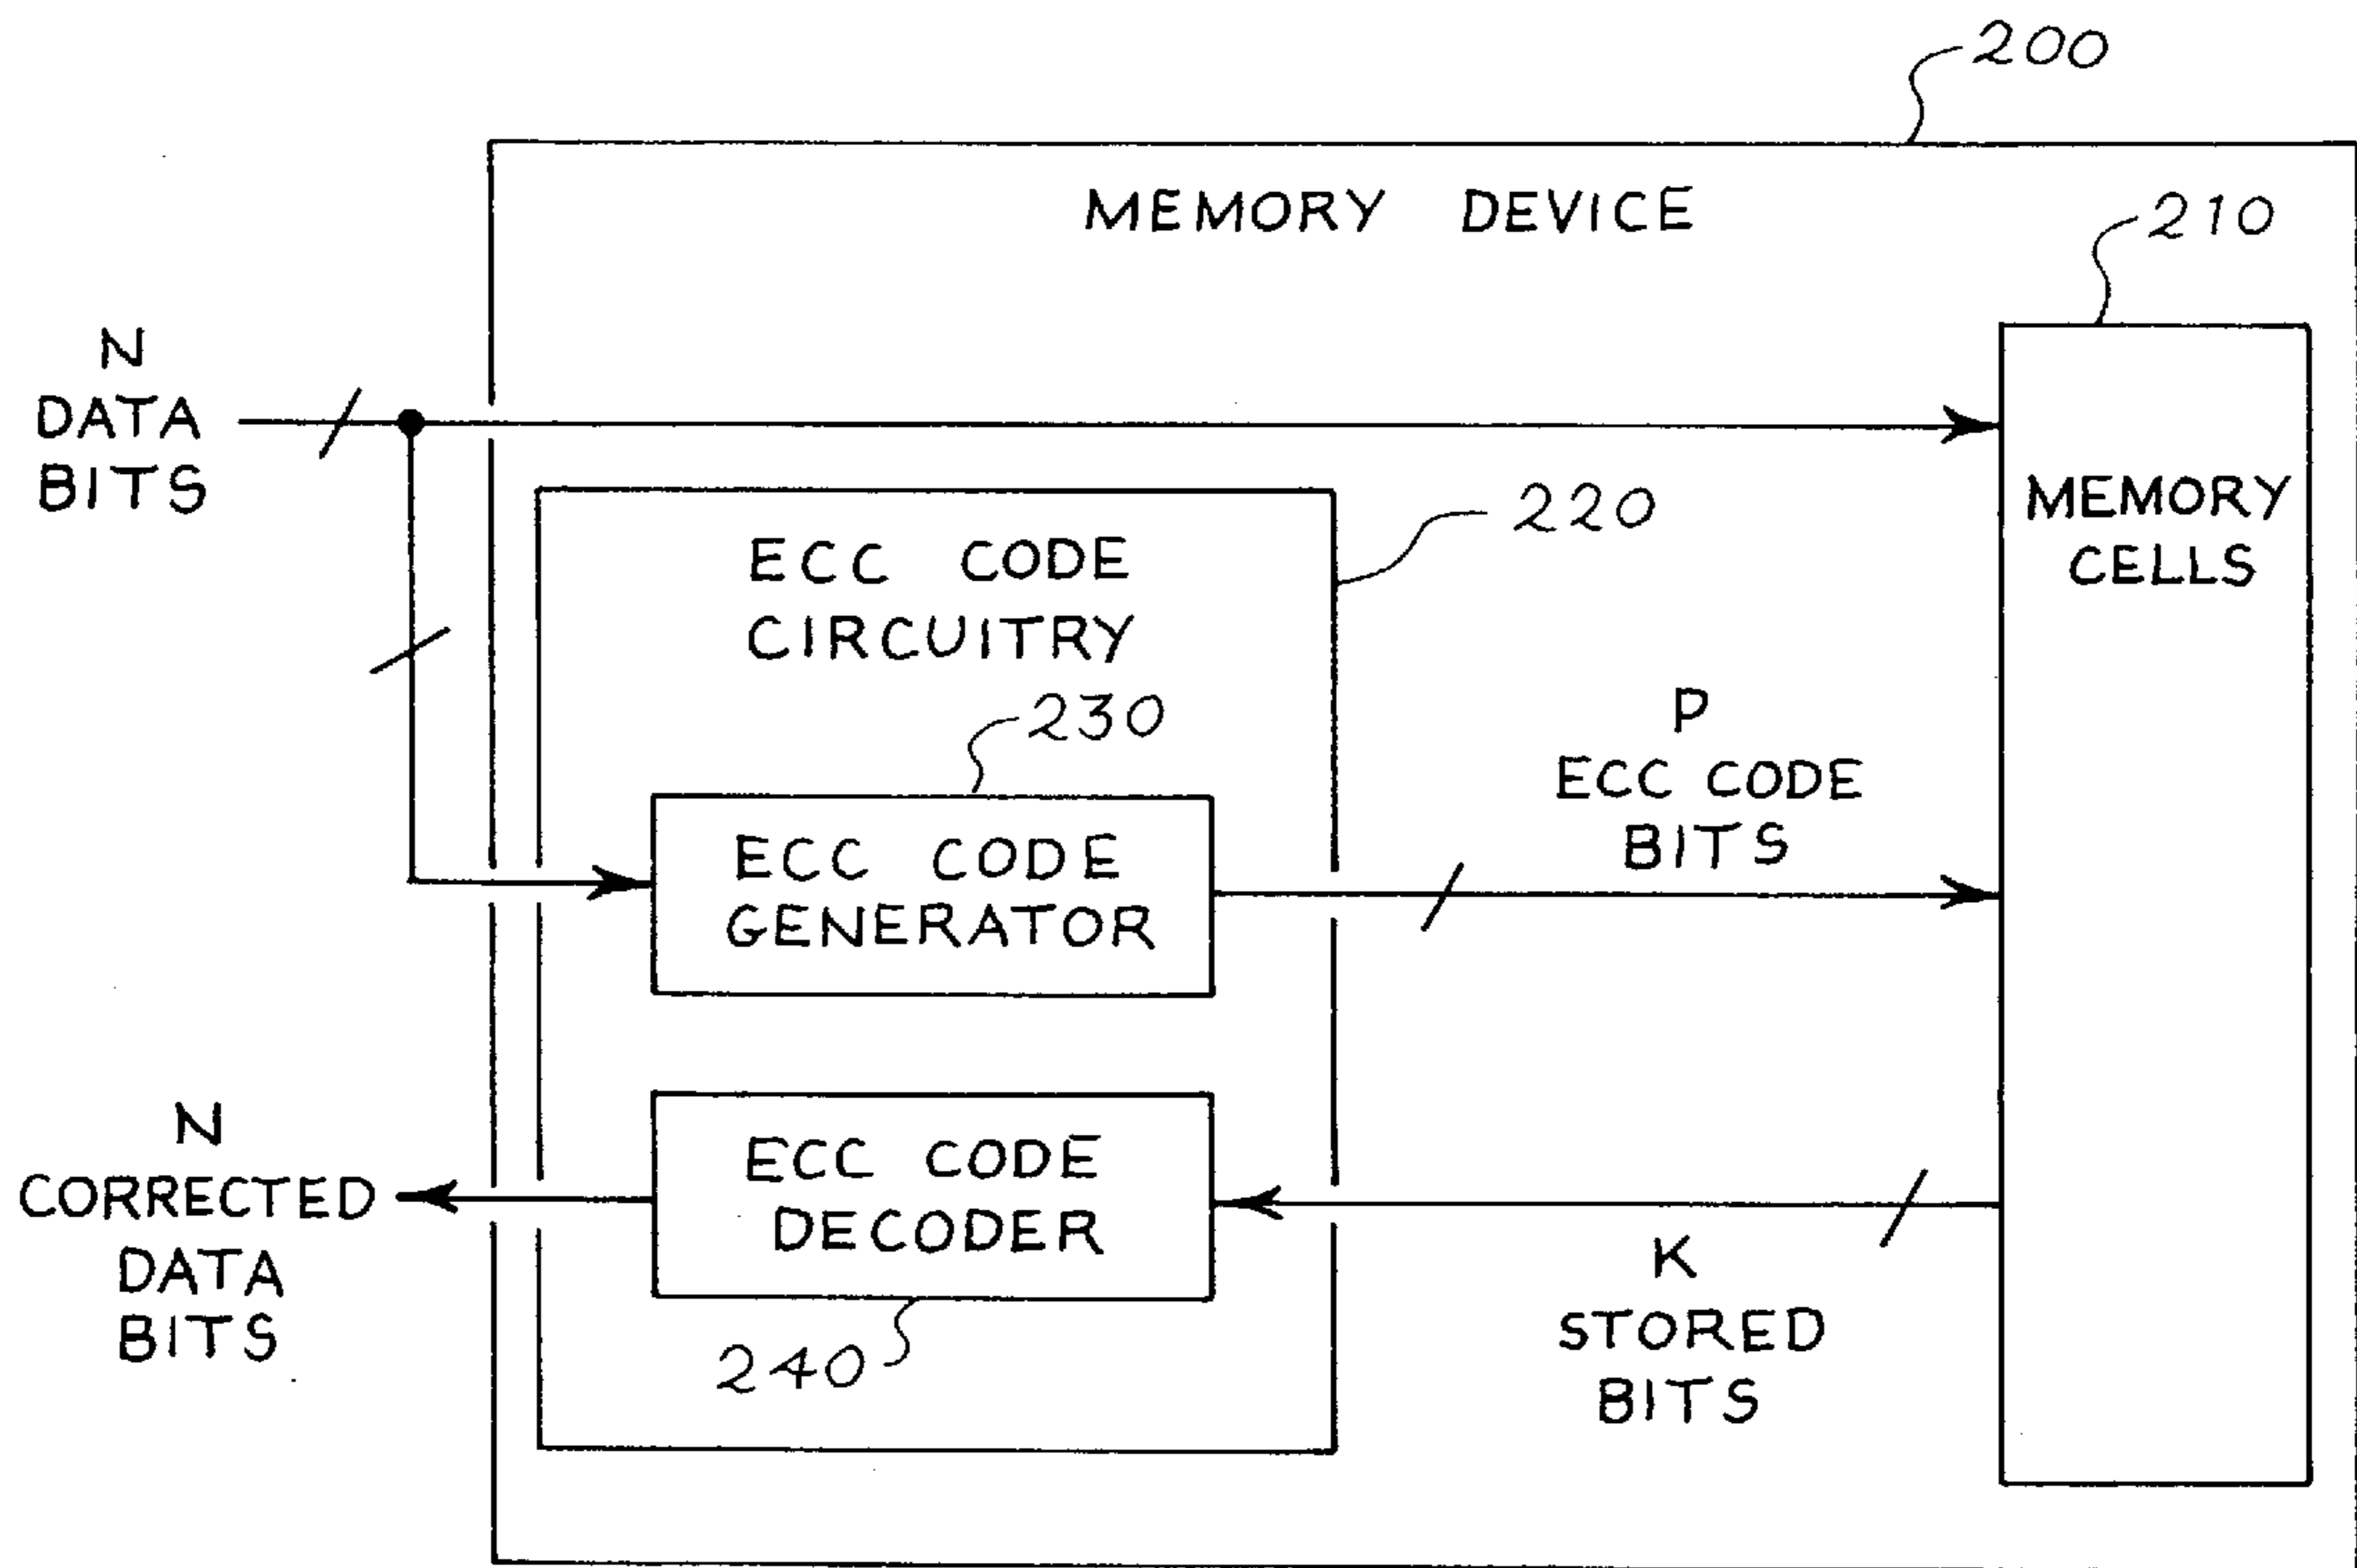 200
MEMORY DEVICE
210
N
DATA
BITS
MEMORY
CELLS
220
ECC CODE
CIRCUITRY
230
ECC CODE
GENERATOR
P
ECC CODE
BITS
N
CORRECTED
DATA
BITS
ECC CODE
DECODER
240
K
STORED
BITS